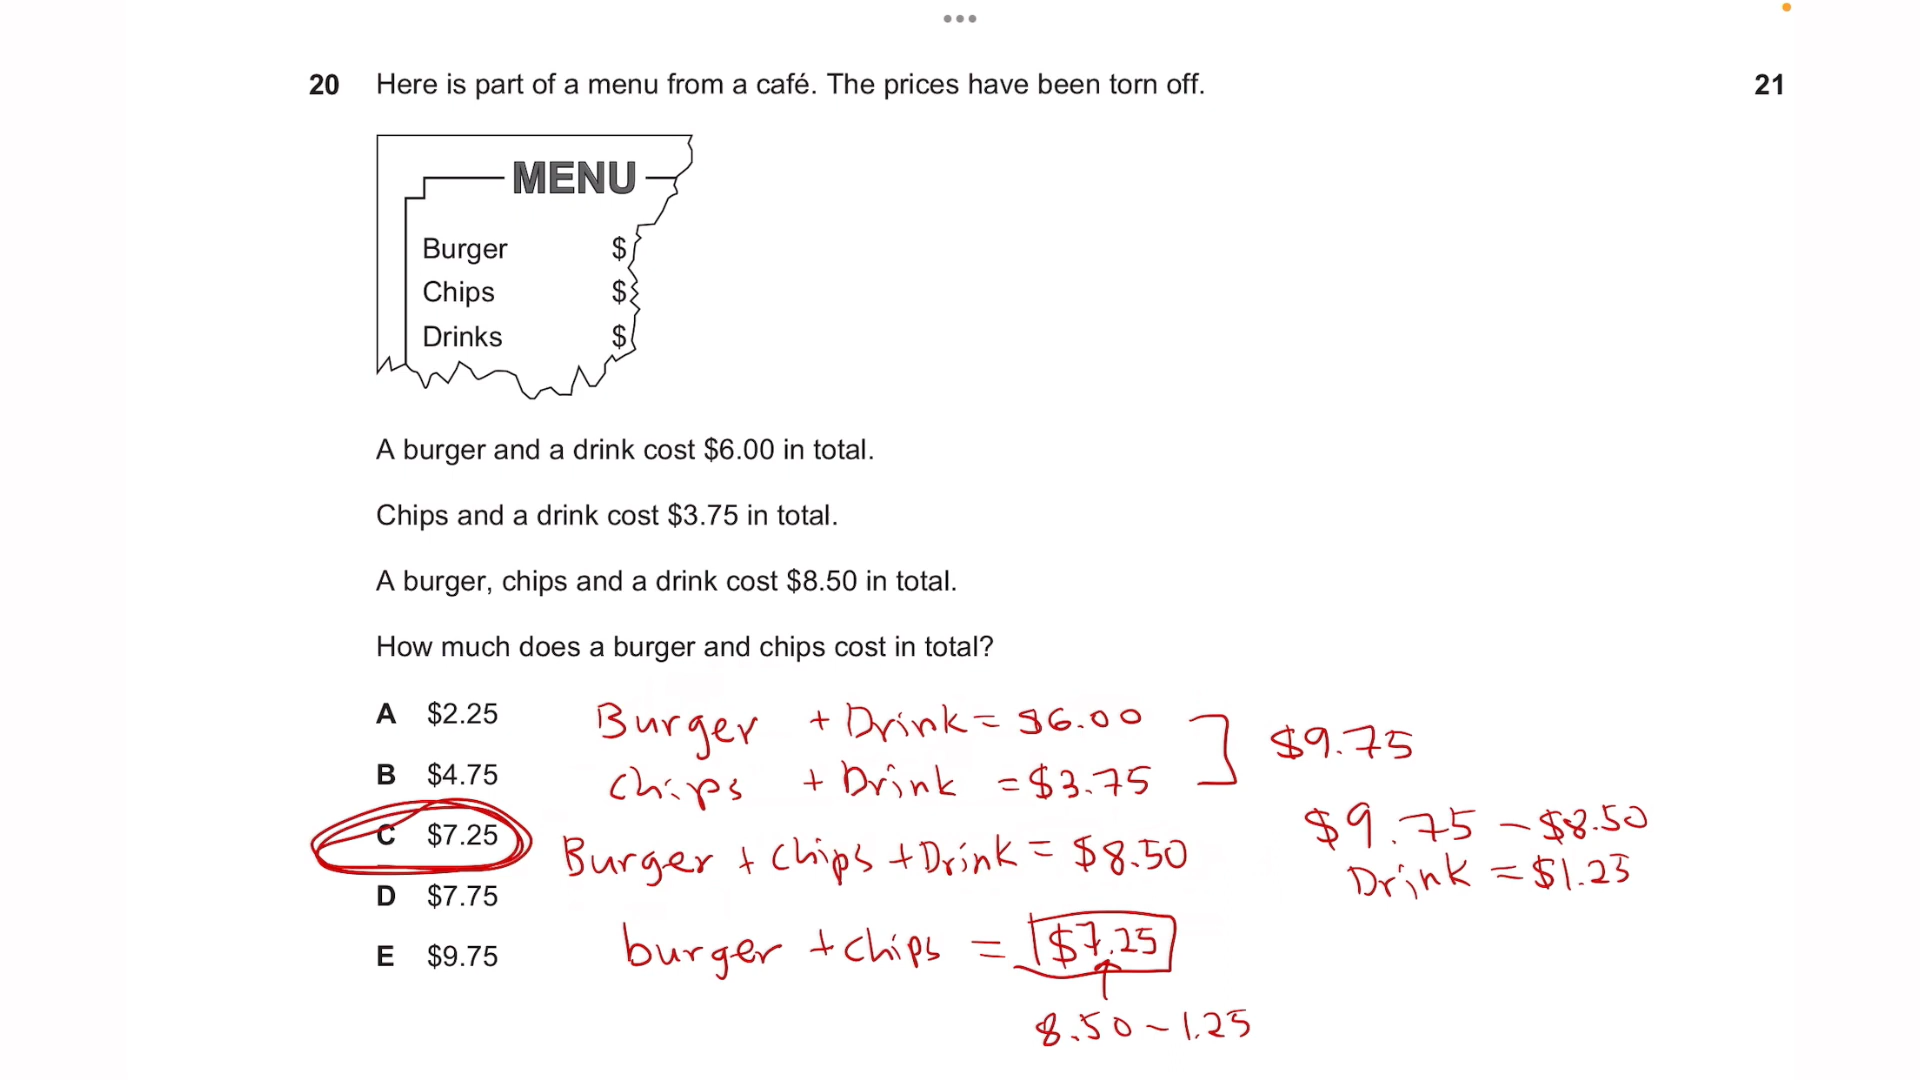 20 Here is part of a menu from a café. The prices have been torn off.
21
MENU
Burger $
Chips $
Drinks $
A burger and a drink cost $6.00 in total.
Chips and a drink cost $3.75 in total.
A burger, chips and a drink cost $8.50 in total.
How much does a burger and chips cost in total?
A $2.25
B $4.75
C $7.25
D $7.75
E $9.75
Burger + Drink = $6.00
Chips + Drink = $3.75
$9.75
Burger + Chips + Drink = $8.50
$9.75 - $8.50
Drink = $1.25
burger + chips = $7.25
8.50 - 1.25